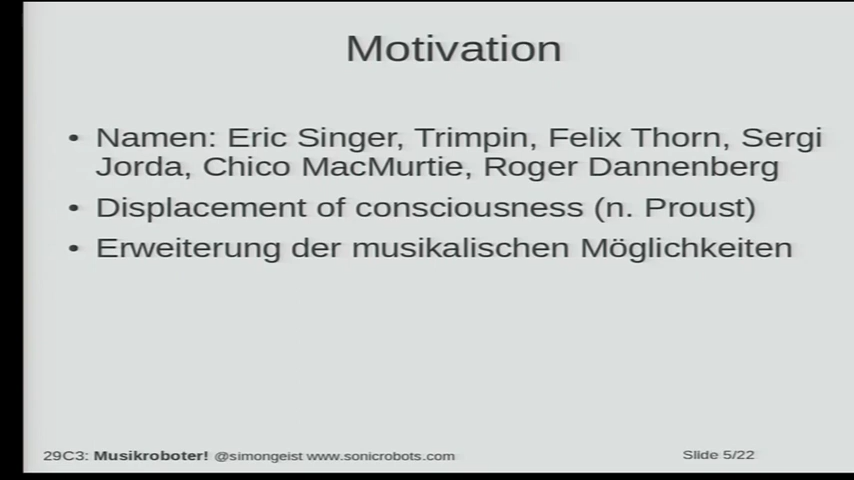 Motivation
• Namen: Eric Singer, Trimpin, Felix Thorn, Sergi
Jorda, Chico MacMurtie, Roger Dannenberg
• Displacement of consciousness (n. Proust)
• Erweiterung der musikalischen Möglichkeiten
29C3: Musikroboter! @simongeist www.sonicrobots.com
Slide 5/22